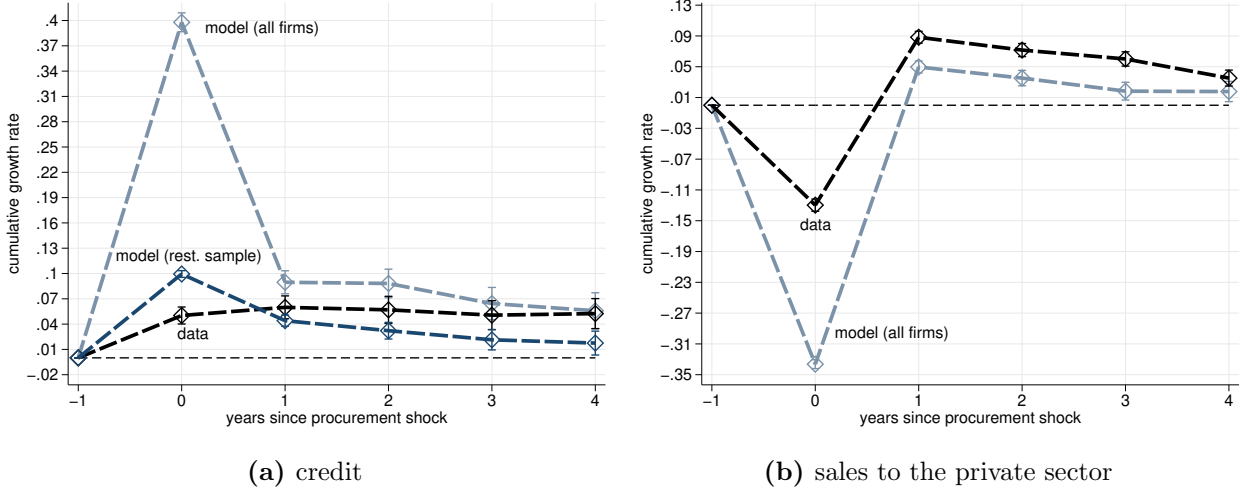 .4
.37
.34
.31
.28
.25
.22
.19
.16
.13
.1
.07
.04
.01
−.02
cumulative growth rate
model (all firms)
model (rest. sample)
data
−1 0 1 2 3 4
years since procurement shock
(a) credit
.13
.09
.05
.01
−.03
−.07
−.11
−.15
−.19
−.23
−.27
−.31
−.35
cumulative growth rate
data
model (all firms)
−1 0 1 2 3 4
years since procurement shock
(b) sales to the private sector